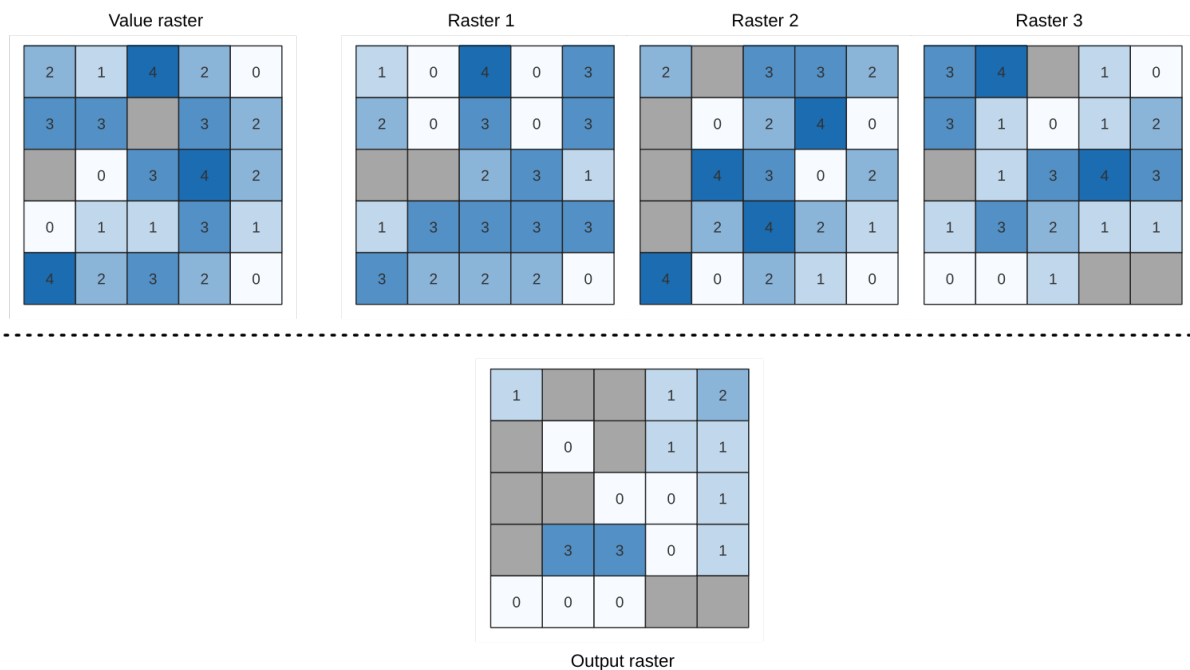 Value raster
Raster 1
Raster 2
Raster 3
2 1 4 2 0
1 0 4 0 3
2 3 3 2
3 4 1 0
3 3 3 2
2 0 3 0 3
0 2 4 0
3 1 0 1 2
0 3 4 2
2 3 1
4 3 0 2
1 3 4 3
0 1 1 3 1
1 3 3 3 3
2 4 2 1
1 3 2 1 1
4 2 3 2 0
3 2 2 2 0
4 0 2 1 0
0 0 1
1 1 2
0 1 1
0 0 1
3 3 0 1
0 0 0
Output raster